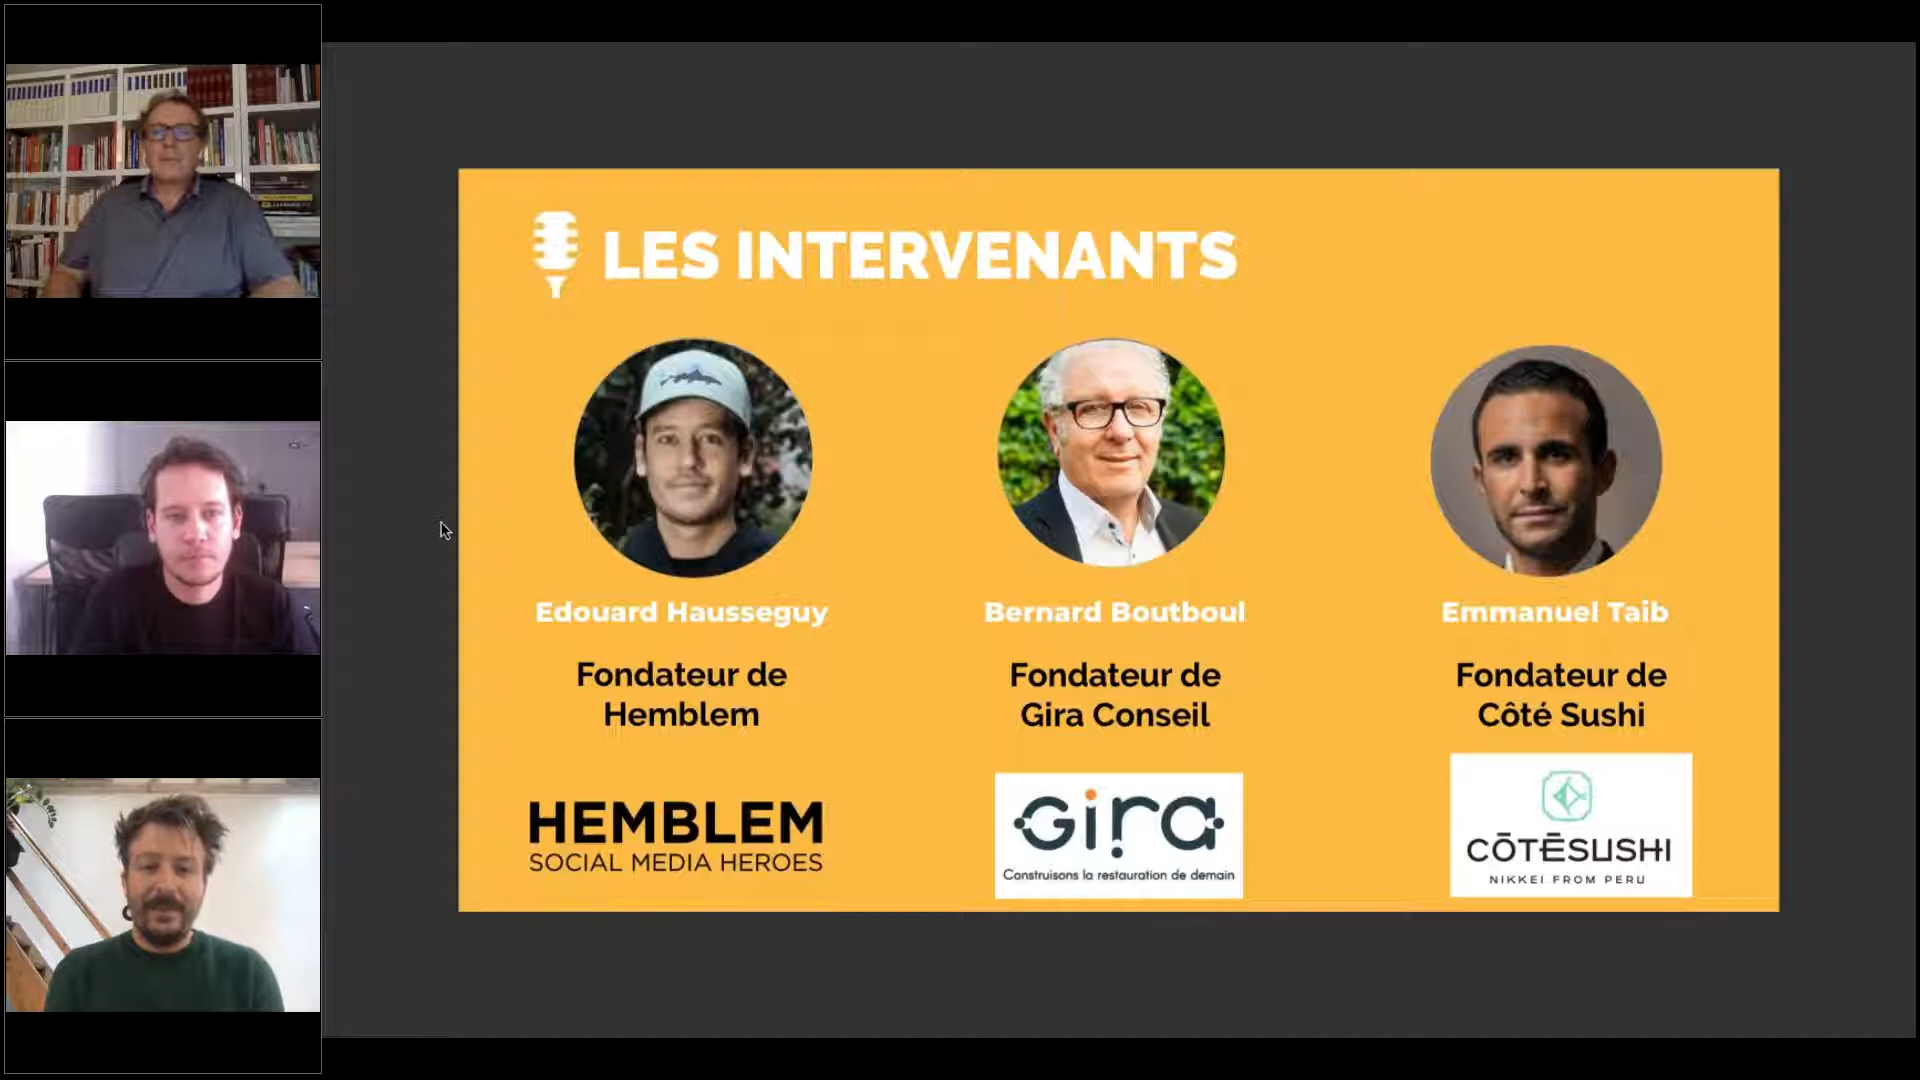 LES INTERVENANTS
Edouard Hausseguy
Fondateur de
Hemblem
HEMBLEM
SOCIAL MEDIA HEROES
Bernard Boutboul
Fondateur de
Gira Conseil
Gira
Construisons la restauration de demain
Emmanuel Taib
Fondateur de
Côté Sushi
CŌTĒSUSHI
NIKKEI FROM PERU